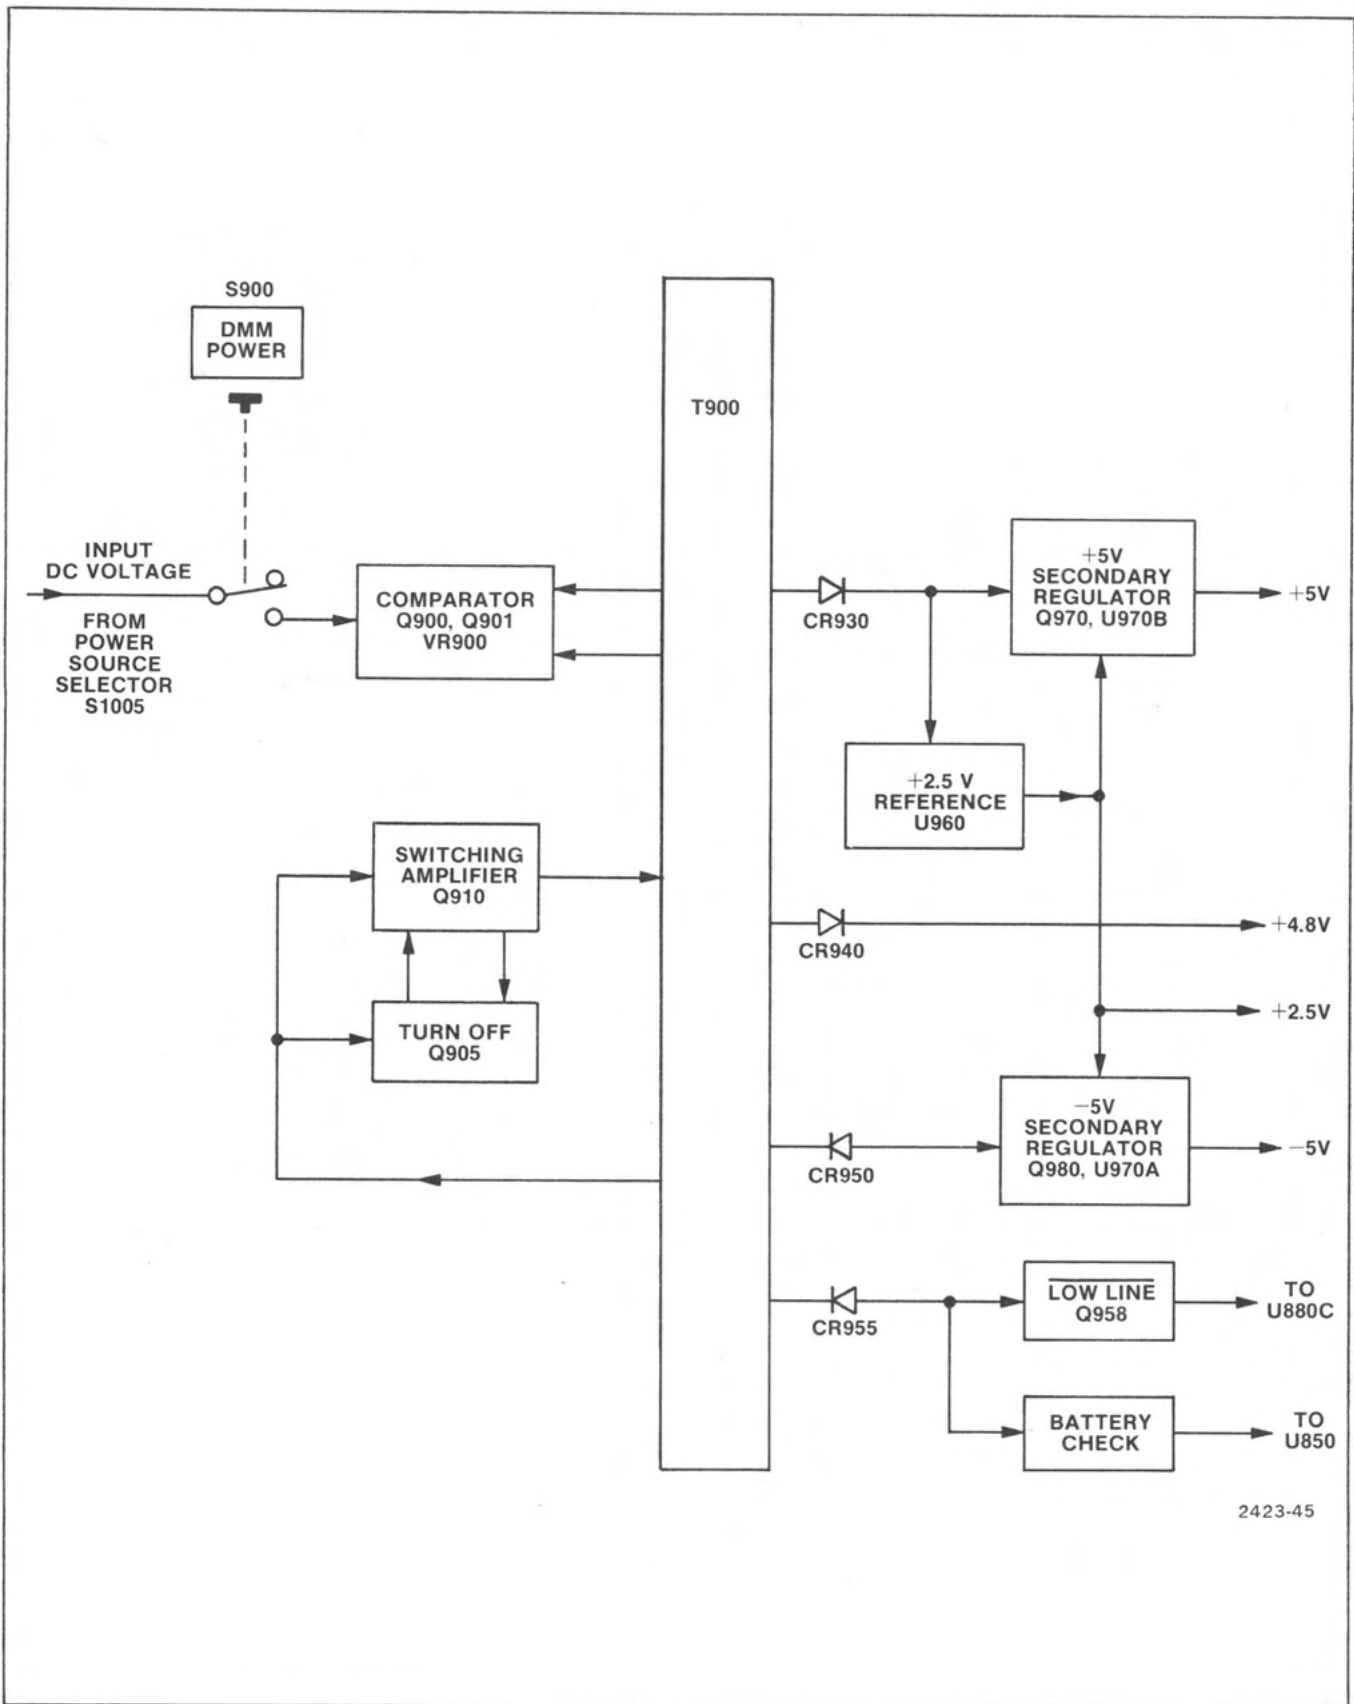 S900
DMM
POWER
T900
INPUT
DC VOLTAGE
FROM
POWER
SOURCE
SELECTOR
S1005
COMPARATOR
Q900, Q901
VR900
CR930
+5V
SECONDARY
REGULATOR
Q970, U970B
+5V
+2.5 V
REFERENCE
U960
SWITCHING
AMPLIFIER
Q910
CR940
+4.8V
TURN OFF
Q905
+2.5V
CR950
−5V
SECONDARY
REGULATOR
Q980, U970A
−5V
CR955
LOW LINE
Q958
TO
U880C
BATTERY
CHECK
TO
U850
2423-45